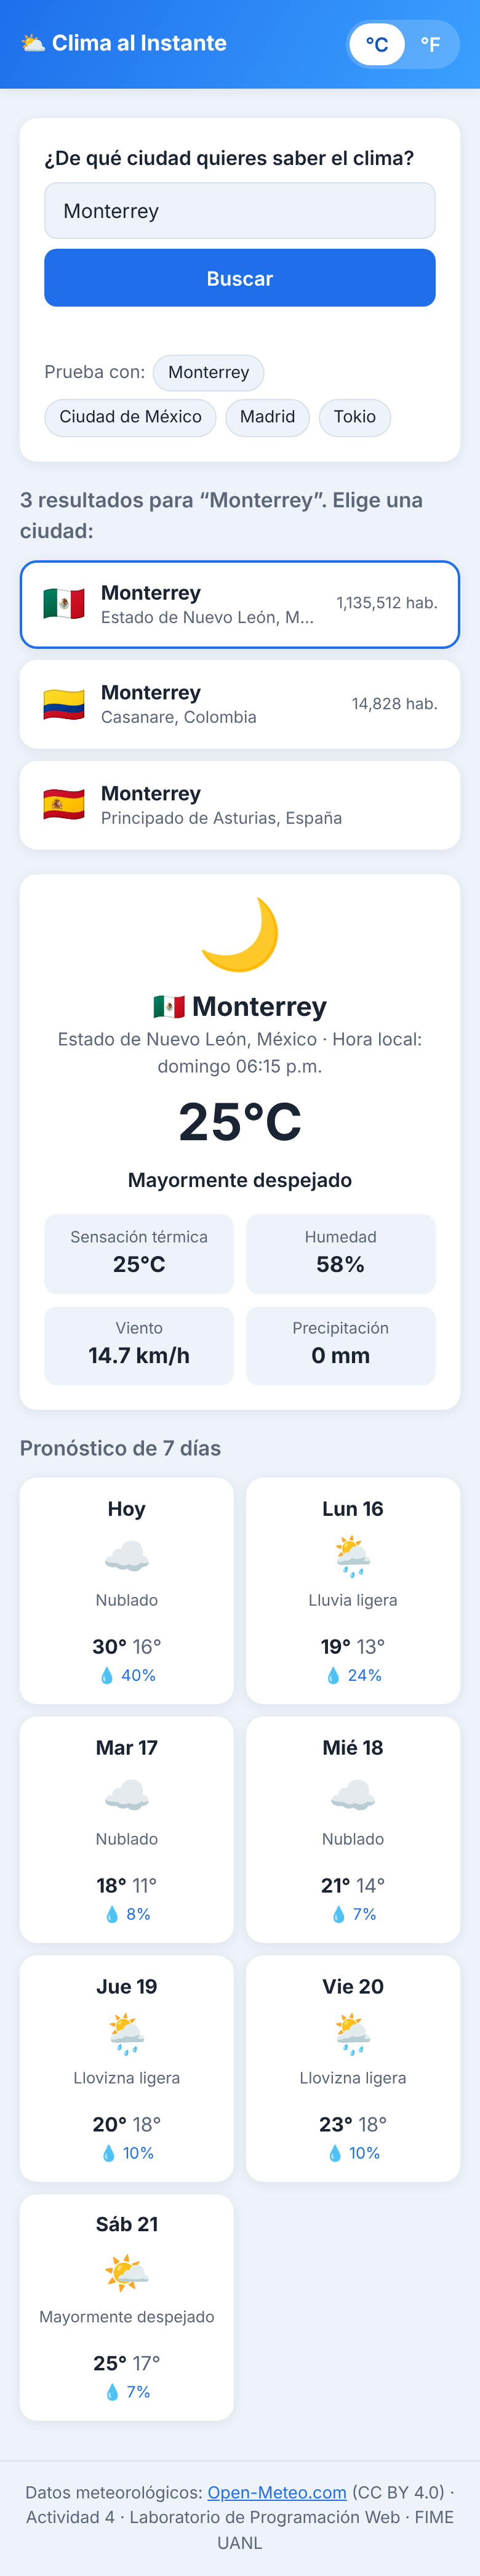 Clima al Instante
°C °F
¿De qué ciudad quieres saber el clima?
Monterrey
Buscar
Prueba con: Monterrey
Ciudad de México Madrid Tokio
3 resultados para “Monterrey”. Elige una
ciudad:
Monterrey
Estado de Nuevo León, M...
1,135,512 hab.
Monterrey
Casanare, Colombia
14,828 hab.
Monterrey
Principado de Asturias, España
Monterrey
Estado de Nuevo León, México · Hora local:
domingo 06:15 p.m.
25°C
Mayormente despejado
Sensación térmica
25°C
Humedad
58%
Viento
14.7 km/h
Precipitación
0 mm
Pronóstico de 7 días
Hoy
Nublado
30° 16°
40%
Lun 16
Lluvia ligera
19° 13°
24%
Mar 17
Nublado
18° 11°
8%
Mié 18
Nublado
21° 14°
7%
Jue 19
Llovizna ligera
20° 18°
10%
Vie 20
Llovizna ligera
23° 18°
10%
Sáb 21
Mayormente despejado
25° 17°
7%
Datos meteorológicos: Open-Meteo.com (CC BY 4.0) ·
Actividad 4 · Laboratorio de Programación Web · FIME
UANL